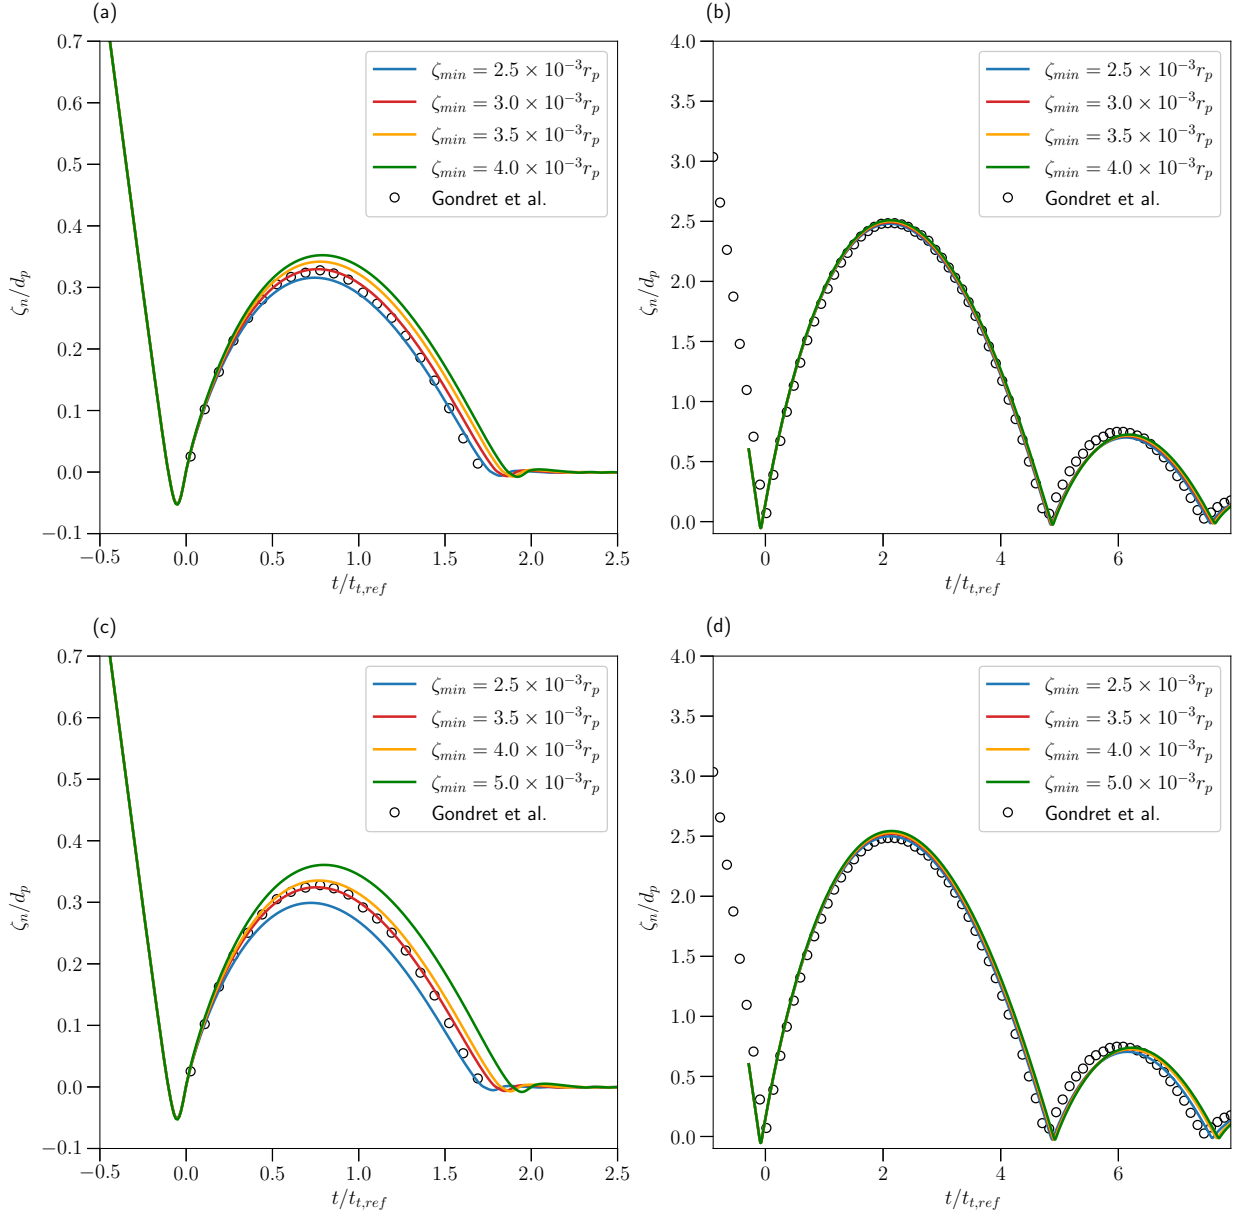 (a)
0.7
0.6
0.5
0.4
0.3
0.2
0.1
0.0
−0.1
ζn/dp
−0.5 0.0 0.5 1.0 1.5 2.0 2.5
t/tt,ref
ζmin = 2.5 × 10−3rp
ζmin = 3.0 × 10−3rp
ζmin = 3.5 × 10−3rp
ζmin = 4.0 × 10−3rp
Gondret et al.
(b)
4.0
3.5
3.0
2.5
2.0
1.5
1.0
0.5
0.0
ζn/dp
0 2 4 6
t/tt,ref
ζmin = 2.5 × 10−3rp
ζmin = 3.0 × 10−3rp
ζmin = 3.5 × 10−3rp
ζmin = 4.0 × 10−3rp
Gondret et al.
(c)
0.7
0.6
0.5
0.4
0.3
0.2
0.1
0.0
−0.1
ζn/dp
−0.5 0.0 0.5 1.0 1.5 2.0 2.5
t/tt,ref
ζmin = 2.5 × 10−3rp
ζmin = 3.5 × 10−3rp
ζmin = 4.0 × 10−3rp
ζmin = 5.0 × 10−3rp
Gondret et al.
(d)
4.0
3.5
3.0
2.5
2.0
1.5
1.0
0.5
0.0
ζn/dp
0 2 4 6
t/tt,ref
ζmin = 2.5 × 10−3rp
ζmin = 3.5 × 10−3rp
ζmin = 4.0 × 10−3rp
ζmin = 5.0 × 10−3rp
Gondret et al.